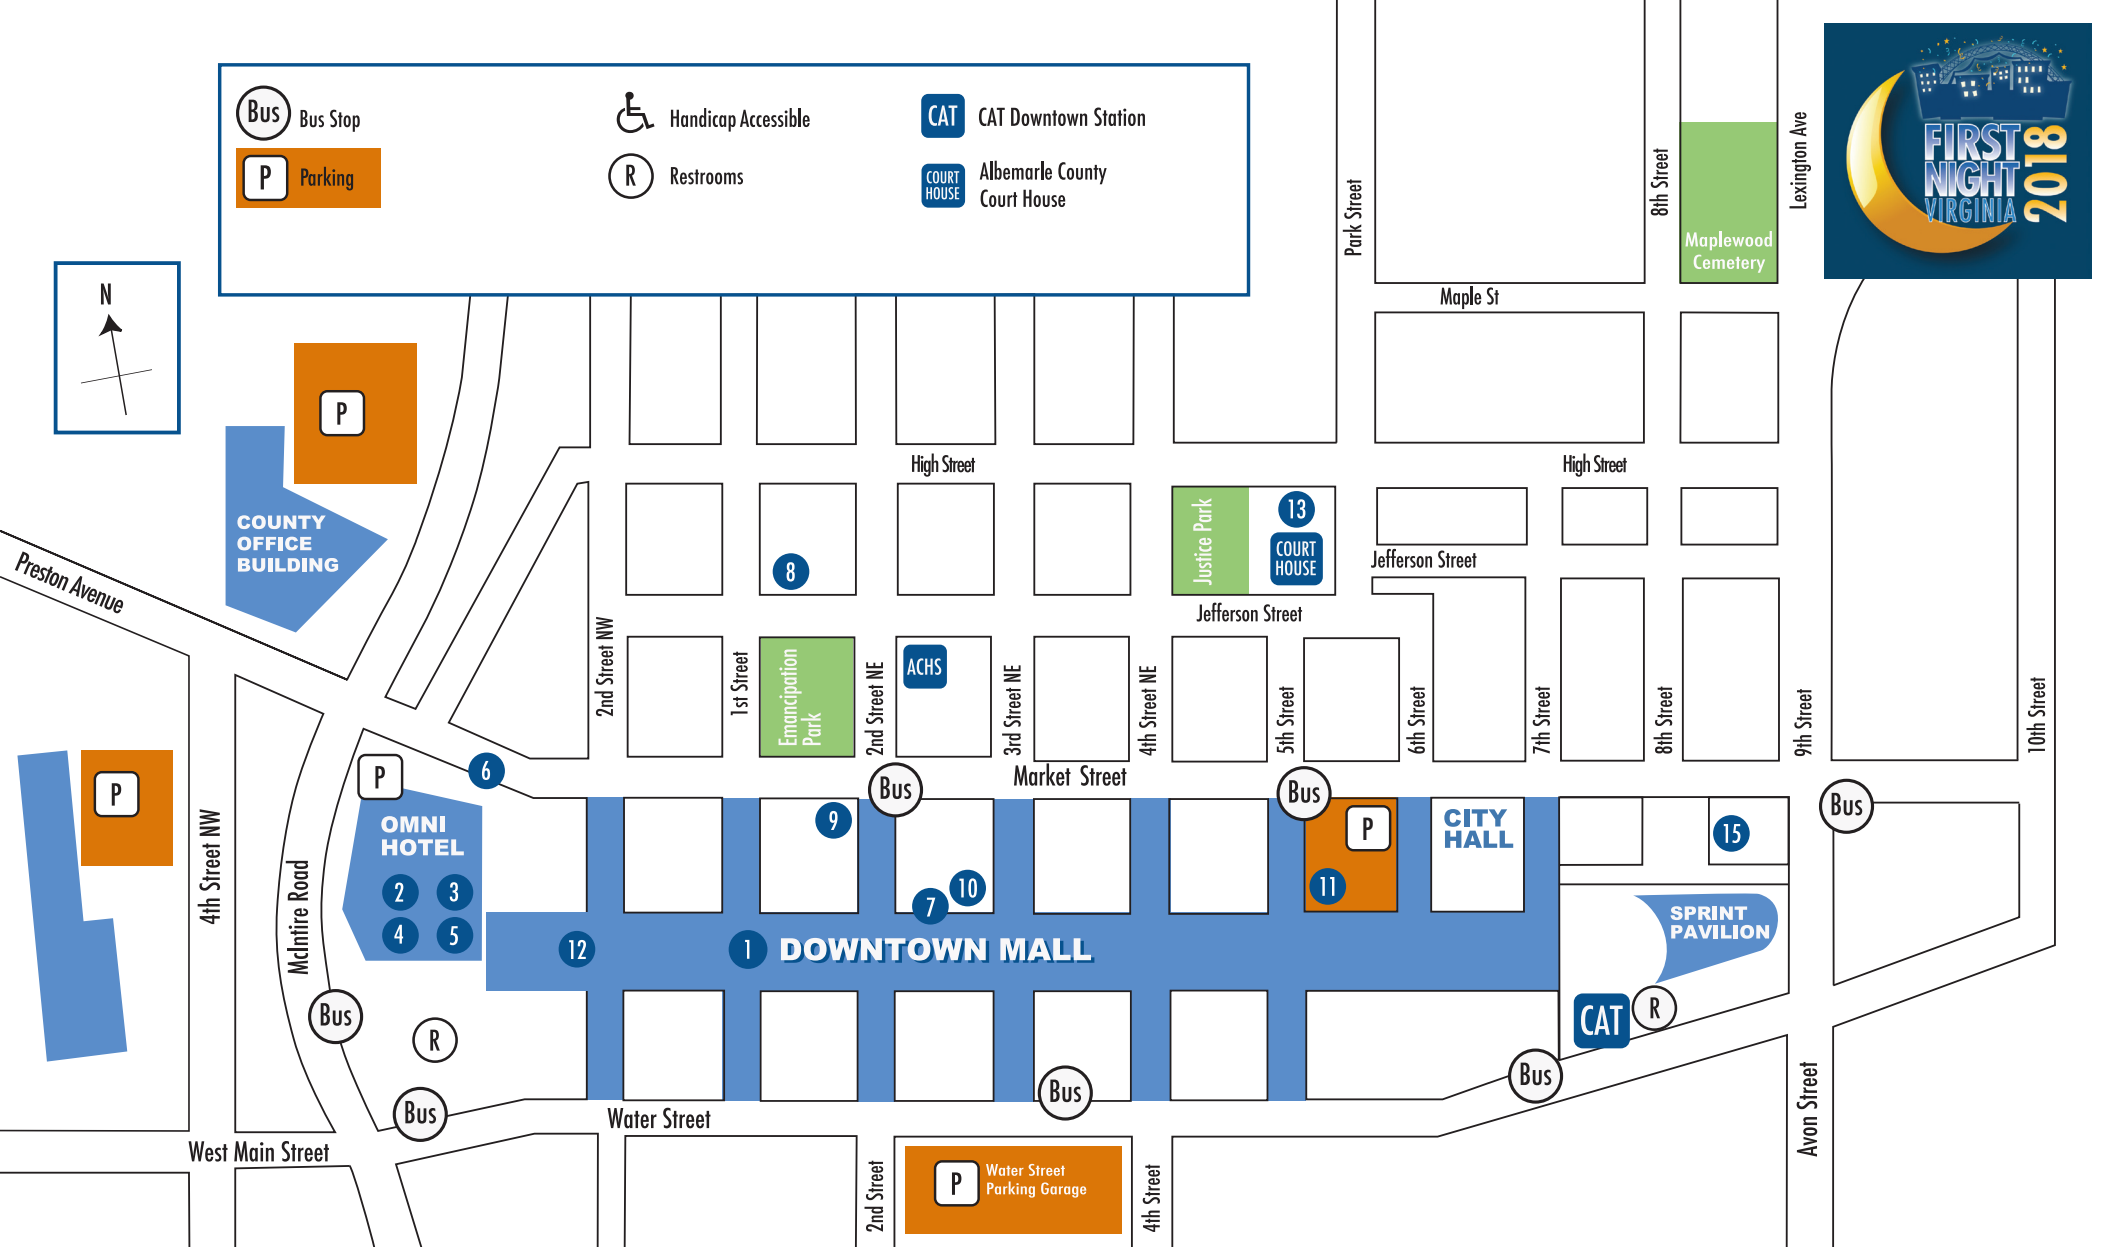 Bus
Bus Stop
P
Parking
Handicap Accessible
R
Restrooms
CAT
CAT Downtown Station
COURT
HOUSE
Albemarle County
Court House
FIRST
NIGHT
VIRGINIA
2018
N
Park Street
8th Street
Lexington Ave
Maplewood
Cemetery
Maple St
P
High Street
High Street
COUNTY
OFFICE
BUILDING
Preston Avenue
8
Justice Park
13
COURT
HOUSE
Jefferson Street
Jefferson Street
2nd Street NW
1st Street
Emancipation
Park
2nd Street NE
ACHS
3rd Street NE
4th Street NE
5th Street
6th Street
7th Street
8th Street
9th Street
10th Street
P
6
P
Bus
Market Street
Bus
Bus
4th Street NW
McIntire Road
OMNI
HOTEL
2
3
4
5
9
10
7
P
11
CITY
HALL
15
SPRINT
PAVILION
12
1
DOWNTOWN MALL
Bus
R
Bus
Bus
Bus
CAT
R
Water Street
West Main Street
2nd Street
P
Water Street
Parking Garage
4th Street
Avon Street